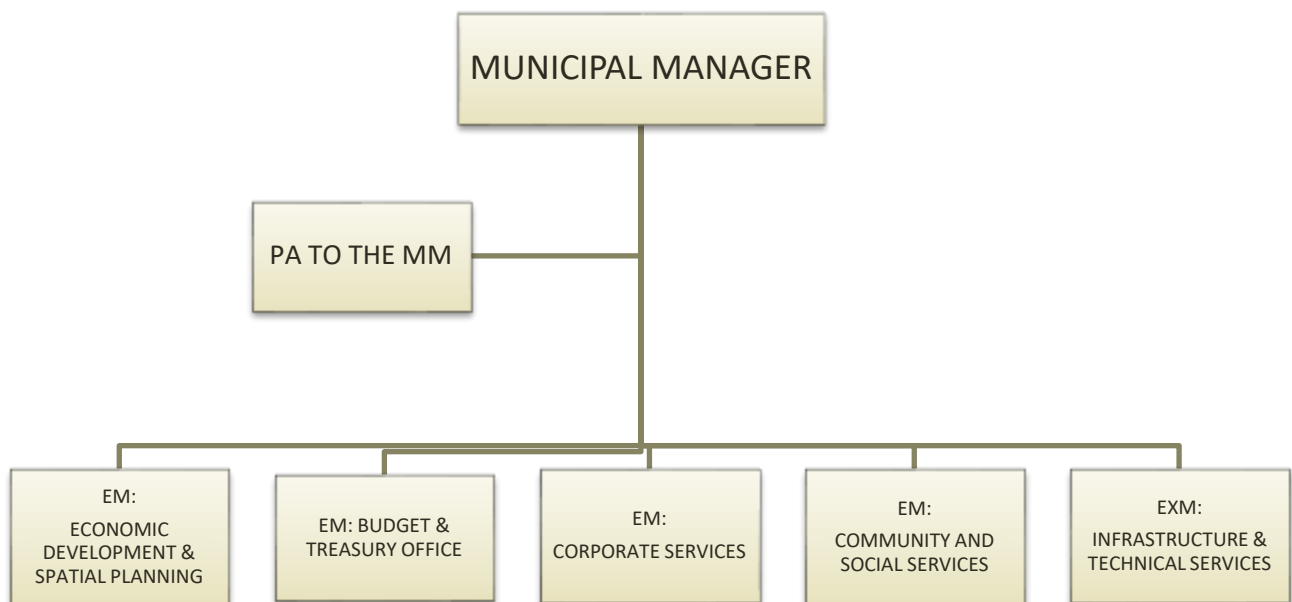 MUNICIPAL MANAGER
PA TO THE MM
EM:
ECONOMIC
DEVELOPMENT &
SPATIAL PLANNING
EM: BUDGET &
TREASURY OFFICE
EM:
CORPORATE SERVICES
EM:
COMMUNITY AND
SOCIAL SERVICES
EXM:
INFRASTRUCTURE &
TECHNICAL SERVICES